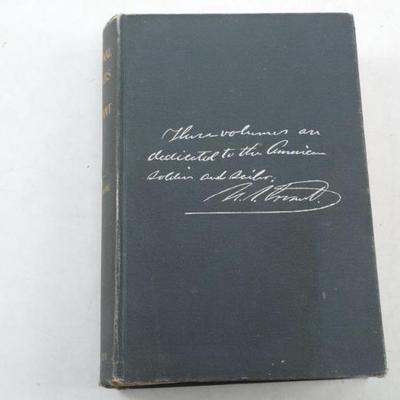 These volumes are
dedicated to the American
soldier and sailor.
U. S. Grant.